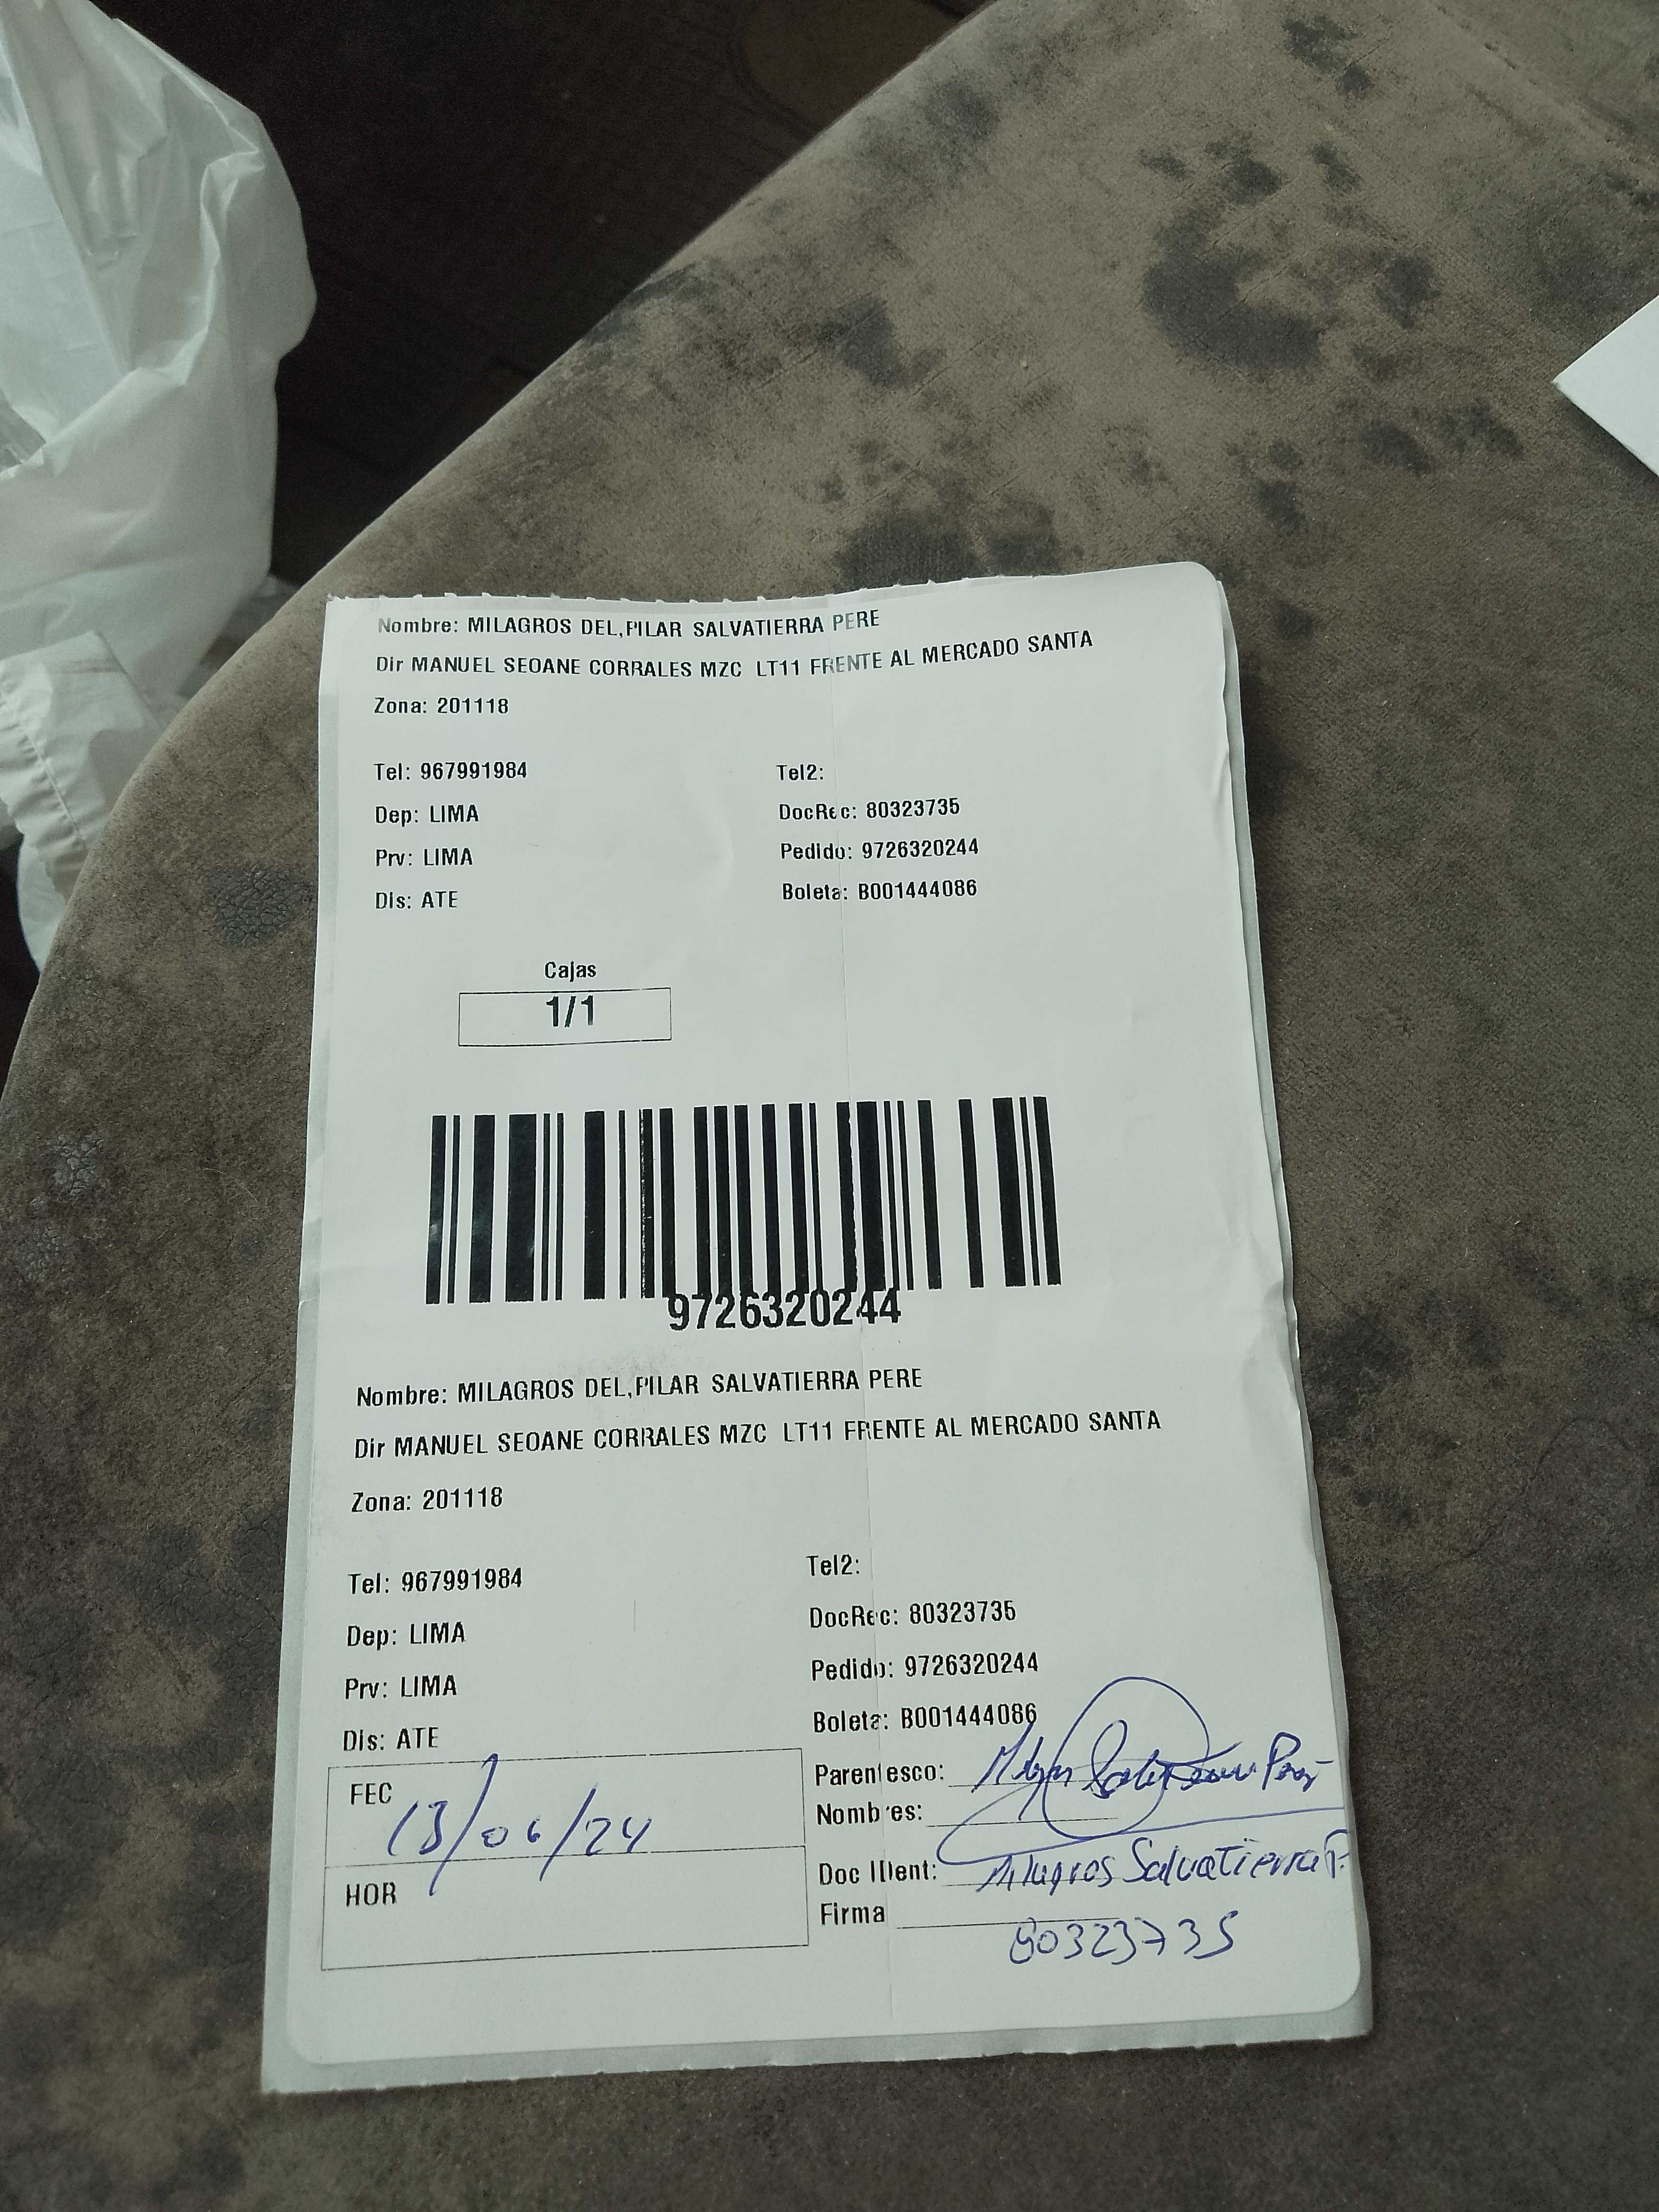 Nombre: MILAGROS DEL,PILAR SALVATIERRA PERE
Dir MANUEL SEOANE CORRALES MZC LT11 FRENTE AL MERCADO SANTA
Zona: 201118
Tel: 967991984 Tel2:
Dep: LIMA DocRec: 80323735
Prv: LIMA Pedido: 9726320244
Dis: ATE Boleta: B001444086
Cajas
1/1
9726320244
Nombre: MILAGROS DEL,PILAR SALVATIERRA PERE
Dir MANUEL SEOANE CORRALES MZC LT11 FRENTE AL MERCADO SANTA
Zona: 201118
Tel: 967991984 Tel2:
Dep: LIMA DocRec: 80323735
Prv: LIMA Pedido: 9726320244
Dis: ATE Boleta: B001444086
FEC 13/06/24
HOR
Parentesco:
Nombres:
Doc Ident: Milagros Salvatierra P.
Firma
80323735